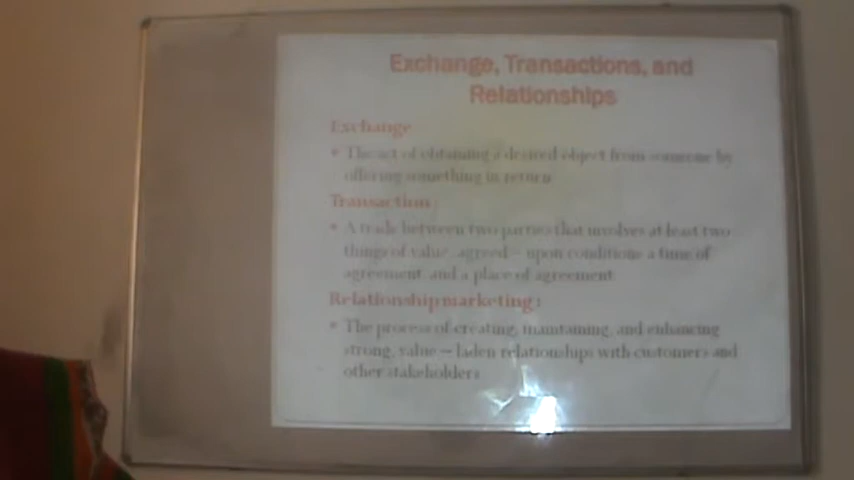 Exchange, Transactions, and
Relationships
Exchange
• The act of obtaining a desired object from someone by
offering something in return
Transaction
• A trade between two parties that involves at least two
things of value, agreed – upon conditions a time of
agreement, and a place of agreement
Relationship marketing :
• The process of creating, maintaining, and enhancing
strong, value – laden relationships with customers and
other stakeholders